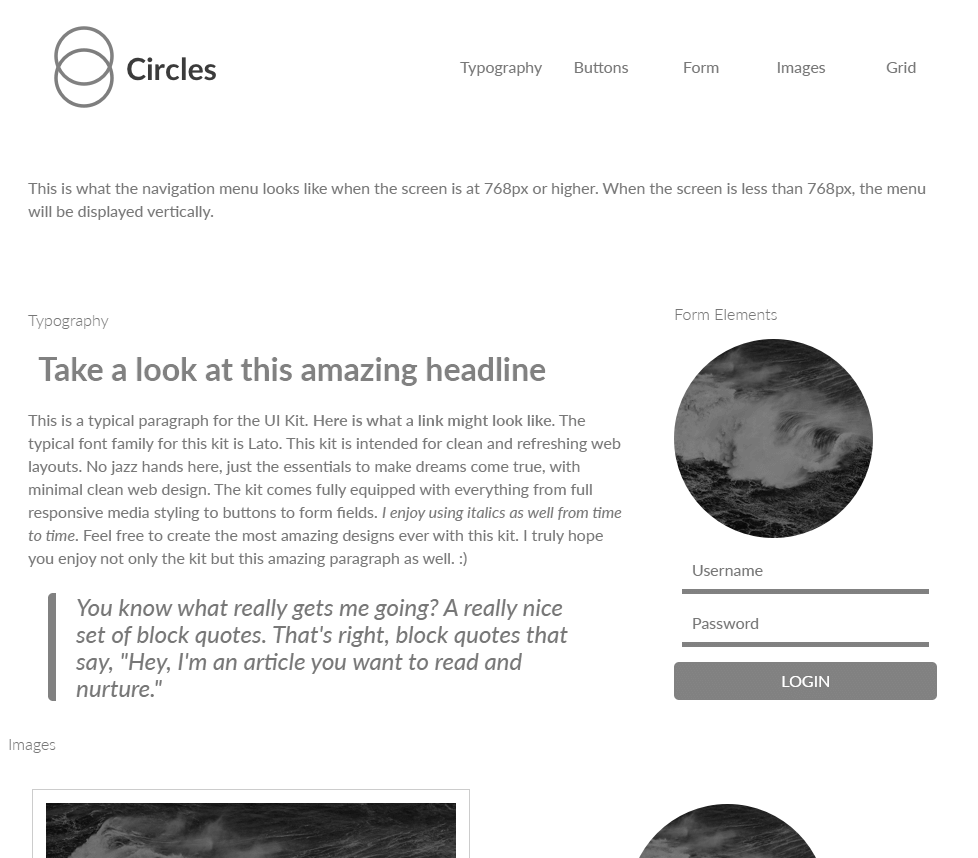 Circles
Typography Buttons Form Images Grid
This is what the navigation menu looks like when the screen is at 768px or higher. When the screen is less than 768px, the menu
will be displayed vertically.
Typography
Take a look at this amazing headline
This is a typical paragraph for the UI Kit. Here is what a link might look like. The
typical font family for this kit is Lato. This kit is intended for clean and refreshing web
layouts. No jazz hands here, just the essentials to make dreams come true, with
minimal clean web design. The kit comes fully equipped with everything from full
responsive media styling to buttons to form fields. I enjoy using italics as well from time
to time. Feel free to create the most amazing designs ever with this kit. I truly hope
you enjoy not only the kit but this amazing paragraph as well. :)
You know what really gets me going? A really nice
set of block quotes. That's right, block quotes that
say, "Hey, I'm an article you want to read and
nurture."
Form Elements
Username
Password
LOGIN
Images